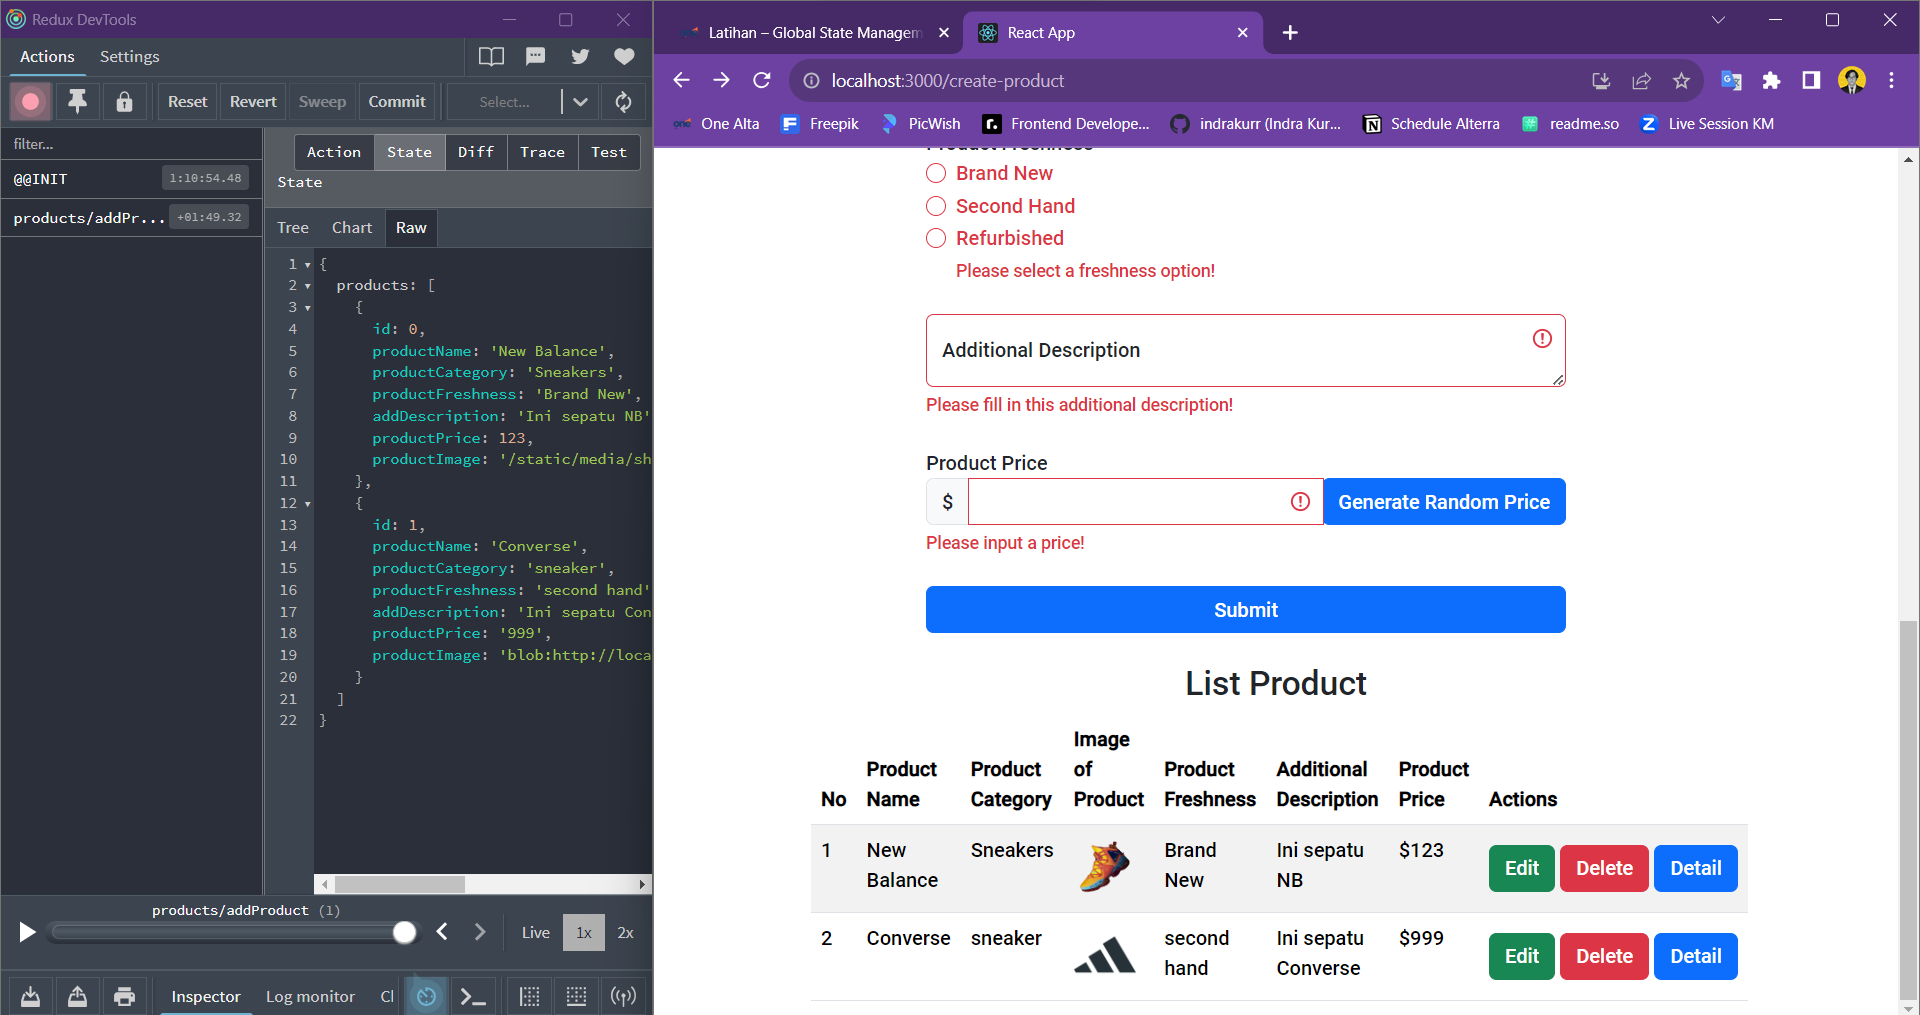 Redux DevTools
Actions Settings
Reset Revert Sweep Commit Select...
filter...
@@INIT 1:10:54.48
products/addPr... +01:49.32
Action State Diff Trace Test
State
Tree Chart Raw
1 {
2 products: [
3 {
4 id: 0,
5 productName: 'New Balance',
6 productCategory: 'Sneakers',
7 productFreshness: 'Brand New',
8 addDescription: 'Ini sepatu NB'
9 productPrice: 123,
10 productImage: '/static/media/sh
11 },
12 {
13 id: 1,
14 productName: 'Converse',
15 productCategory: 'sneaker',
16 productFreshness: 'second hand'
17 addDescription: 'Ini sepatu Con
18 productPrice: '999',
19 productImage: 'blob:http://loca
20 }
21 ]
22 }
products/addProduct (1)
Live 1x 2x
Inspector Log monitor Cl
Latihan – Global State Managem React App
localhost:3000/create-product
One Alta Freepik PicWish Frontend Develope... indrakurr (Indra Kur... Schedule Alterra readme.so Live Session KM
Product Freshness
Brand New
Second Hand
Refurbished
Please select a freshness option!
Additional Description
Please fill in this additional description!
Product Price
$ Generate Random Price
Please input a price!
Submit
List Product
No Product Name Product Category Image of Product Product Freshness Additional Description Product Price Actions
1 New Balance Sneakers Brand New Ini sepatu NB $123 Edit Delete Detail
2 Converse sneaker second hand Ini sepatu Converse $999 Edit Delete Detail